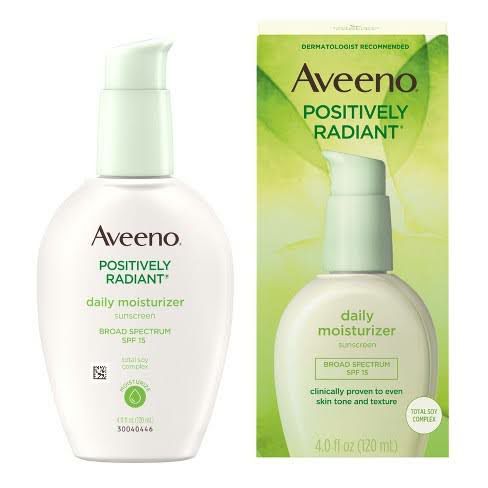 Aveeno®
POSITIVELY
RADIANT®
daily moisturizer
sunscreen
BROAD SPECTRUM
SPF 15
total soy
complex
MOISTURIZE
4.0 fl oz (120 mL)
30040446
DERMATOLOGIST RECOMMENDED
Aveeno®
POSITIVELY
RADIANT®
daily
moisturizer
sunscreen
BROAD SPECTRUM
SPF 15
clinically proven to even
skin tone and texture
TOTAL SOY
COMPLEX
4.0 fl oz (120 mL)